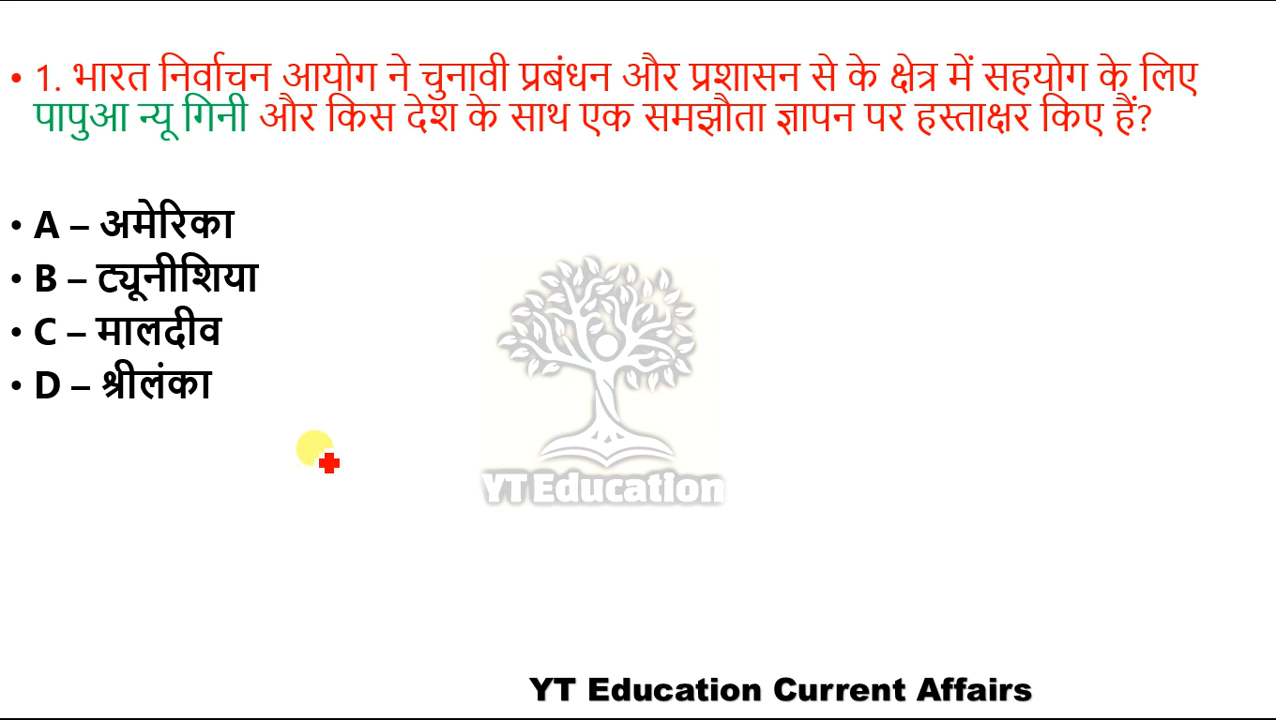 • 1. भारत निर्वाचन आयोग ने चुनावी प्रबंधन और प्रशासन से के क्षेत्र में सहयोग के लिए
पापुआ न्यू गिनी और किस देश के साथ एक समझौता ज्ञापन पर हस्ताक्षर किए हैं?
• A – अमेरिका
• B – ट्यूनीशिया
• C – मालदीव
• D – श्रीलंका
YT Education
YT Education Current Affairs